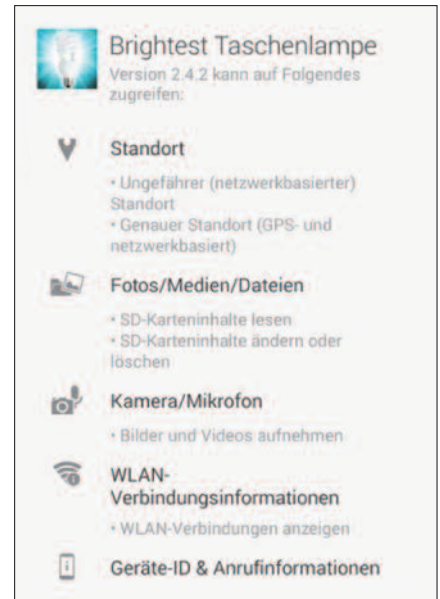 Brightest Taschenlampe
Version 2.4.2 kann auf Folgendes
zugreifen:
Standort
• Ungefährer (netzwerkbasierter)
Standort
• Genauer Standort (GPS- und
netzwerkbasiert)
Fotos/Medien/Dateien
• SD-Karteninhalte lesen
• SD-Karteninhalte ändern oder
löschen
Kamera/Mikrofon
• Bilder und Videos aufnehmen
WLAN-
Verbindungsinformationen
• WLAN-Verbindungen anzeigen
Geräte-ID & Anrufinformationen